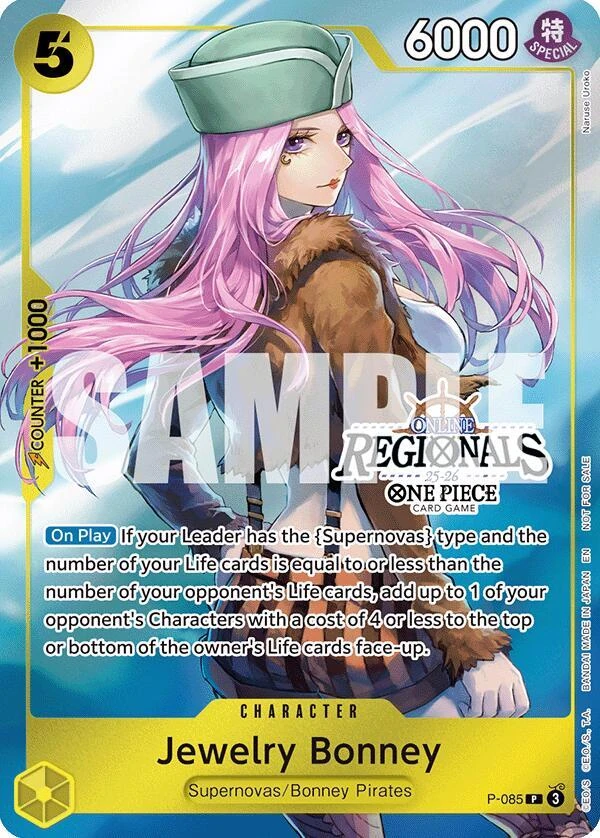 5
6000
特
SPECIAL
Naruse Uroko
COUNTER +1000
SAMPLE
ONLINE
REGIONALS
25-26
ONE PIECE
CARD GAME
On Play If your Leader has the {Supernovas} type and the
number of your Life cards is equal to or less than the
number of your opponent's Life cards, add up to 1 of your
opponent's Characters with a cost of 4 or less to the top
or bottom of the owner's Life cards face-up.
©E.O/S ©E.O./S., T.A. BANDAI MADE IN JAPAN EN NOT FOR SALE
CHARACTER
Jewelry Bonney
Supernovas/Bonney Pirates
P-085 P 3